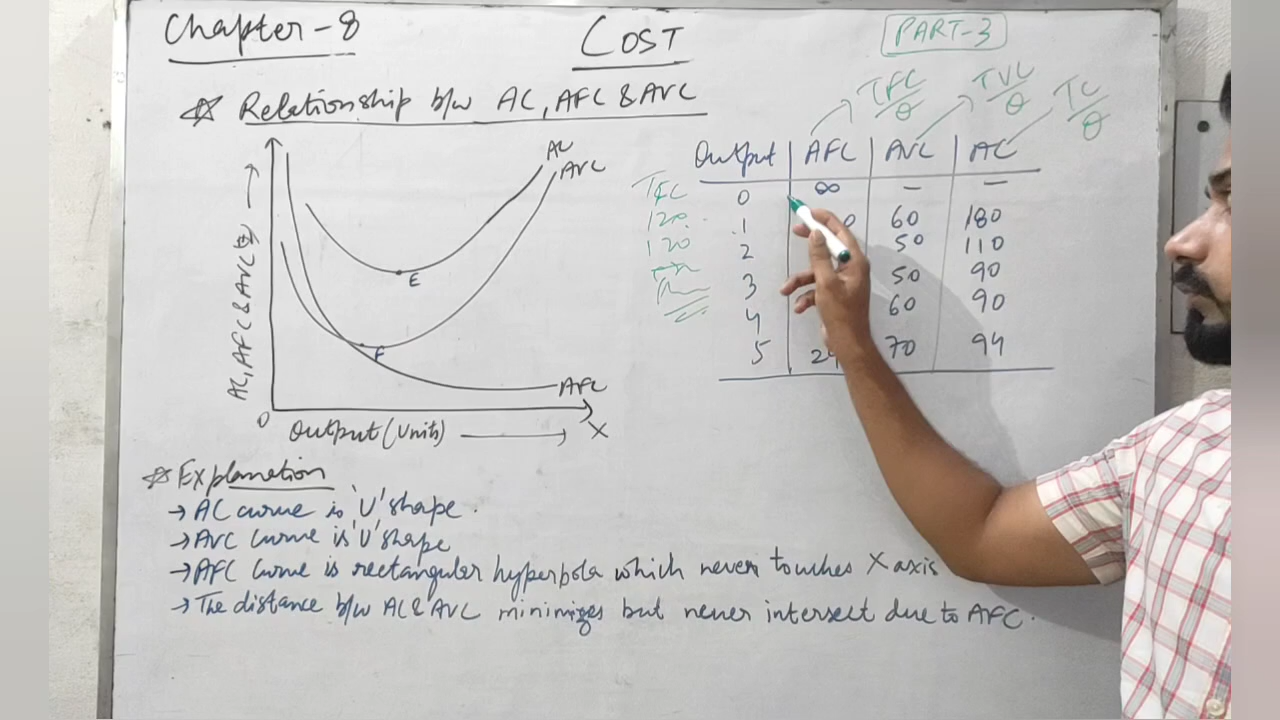 Chapter-8
COST
PART-3
☆ Relationship b/w AC, AFC & AVC
TFC/Q TVC/Q TC/Q
Output AFC AVC AC
TFC 0 ∞ - -
120 1 0 60 180
120 2 50 110
3 50 90
4 60 90
5 24 70 94
AC
AVC
E
F
AFC
AC, AFC & AVC
0
Output (Units) → X
☆ Explanation
→ AC curve is 'U' shape.
→ AVC curve is 'U' shape
→ AFC curve is rectangular hyperbola which never touches X axis
→ The distance b/w AC & AVC minimizes but never intersect due to AFC.